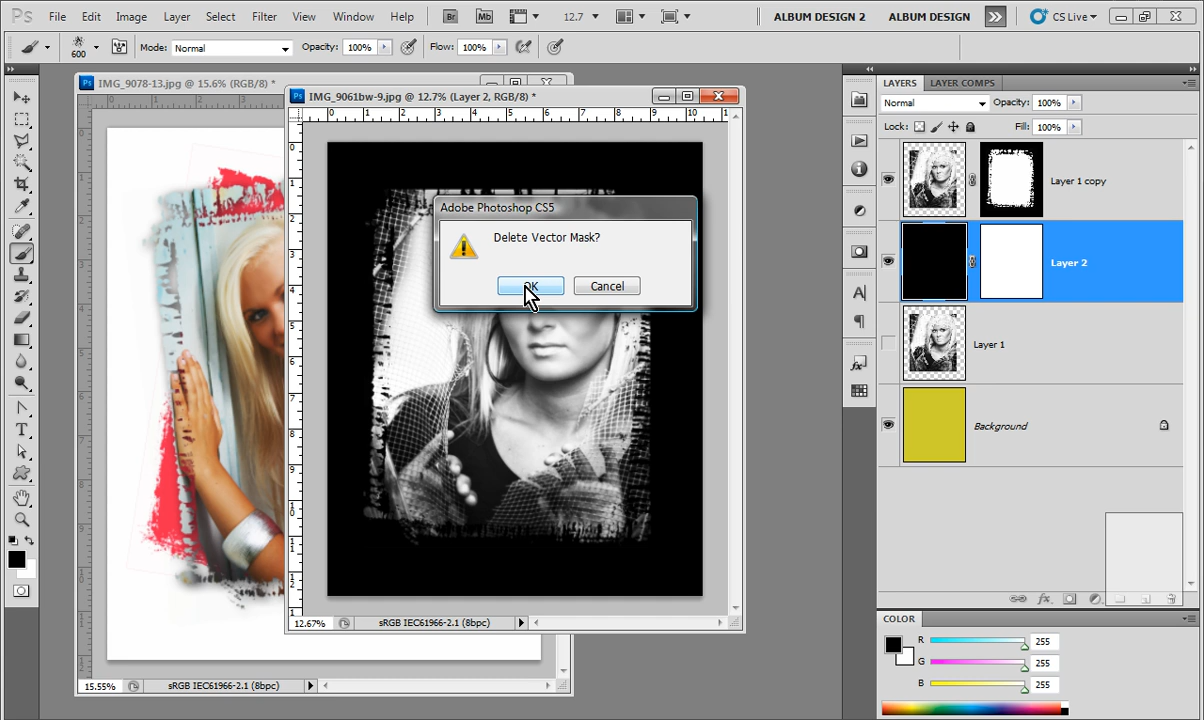 Ps File Edit Image Layer Select Filter View Window Help Br Mb 12.7 ALBUM DESIGN 2 ALBUM DESIGN CS Live
600 Mode: Normal Opacity: 100% Flow: 100%
IMG_9078-13.jpg @ 15.6% (RGB/8) *
IMG_9061bw-9.jpg @ 12.7% (Layer 2, RGB/8) *
Adobe Photoshop CS5
Delete Vector Mask?
OK Cancel
12.67% sRGB IEC61966-2.1 (8bpc)
15.55% sRGB IEC61966-2.1 (8bpc)
LAYERS LAYER COMPS
Normal Opacity: 100%
Lock: Fill: 100%
Layer 1 copy
Layer 2
Layer 1
Background
COLOR
R 255
G 255
B 255